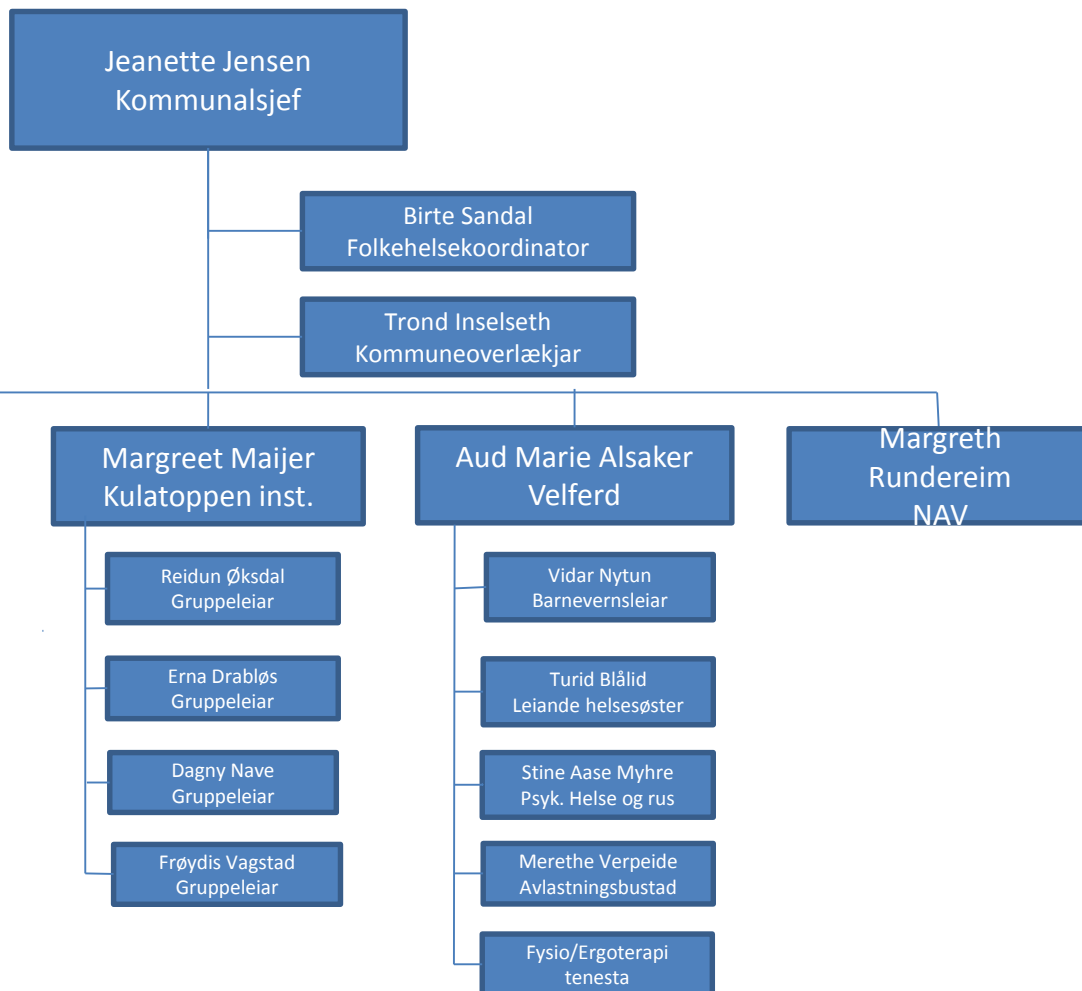 Jeanette Jensen
Kommunalsjef
Birte Sandal
Folkehelsekoordinator
Trond Inselseth
Kommuneoverlækjar
Margreet Maijer
Kulatoppen inst.
Reidun Øksdal
Gruppeleiar
Erna Drabløs
Gruppeleiar
Dagny Nave
Gruppeleiar
Frøydis Vagstad
Gruppeleiar
Aud Marie Alsaker
Velferd
Vidar Nytun
Barnevernsleiar
Turid Blålid
Leiande helsesøster
Stine Aase Myhre
Psyk. Helse og rus
Merethe Verpeide
Avlastningsbustad
Fysio/Ergoterapi
tenesta
Margreth
Rundereim
NAV